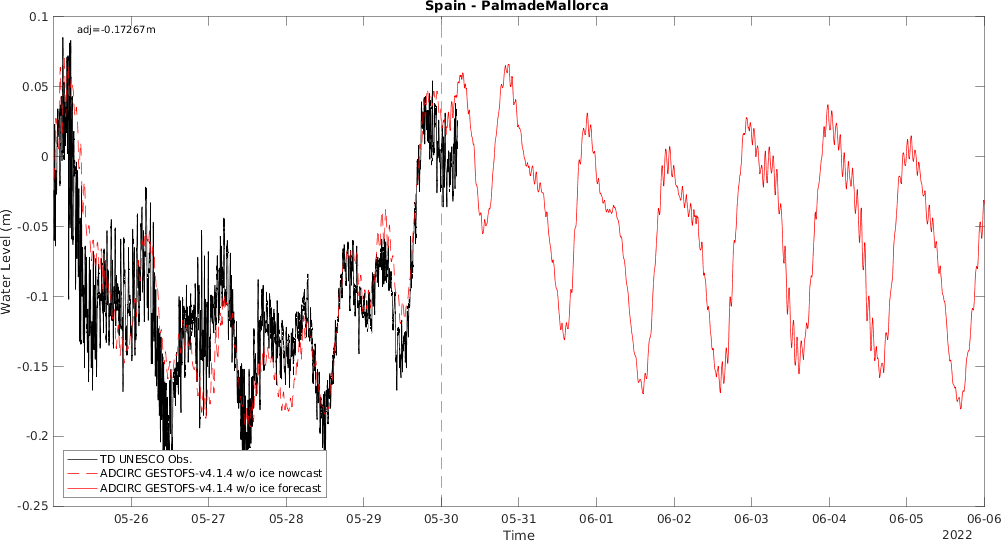 Spain - PalmadeMallorca
adj=-0.17267m
0.1
0.05
0
-0.05
-0.1
-0.15
-0.2
-0.25
Water Level (m)
TD UNESCO Obs.
ADCIRC GESTOFS-v4.1.4 w/o ice nowcast
ADCIRC GESTOFS-v4.1.4 w/o ice forecast
05-26 05-27 05-28 05-29 05-30 05-31 06-01 06-02 06-03 06-04 06-05 06-06
Time
2022